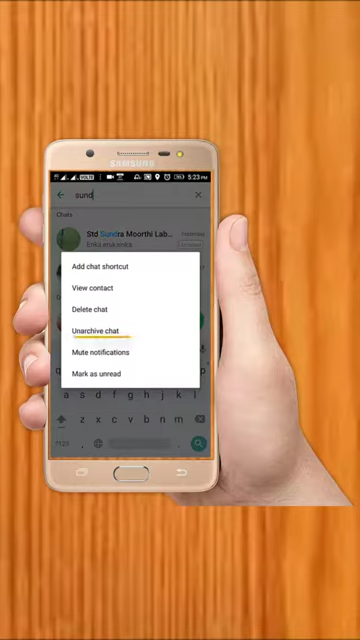 SAMSUNG
5:23 PM
sund
Chats
Std Sundra Moorthi Lab...
Add chat shortcut
View contact
Delete chat
Unarchive chat
Mute notifications
Mark as unread
a s d f g h j k l
z x c v b n m
?123 , .